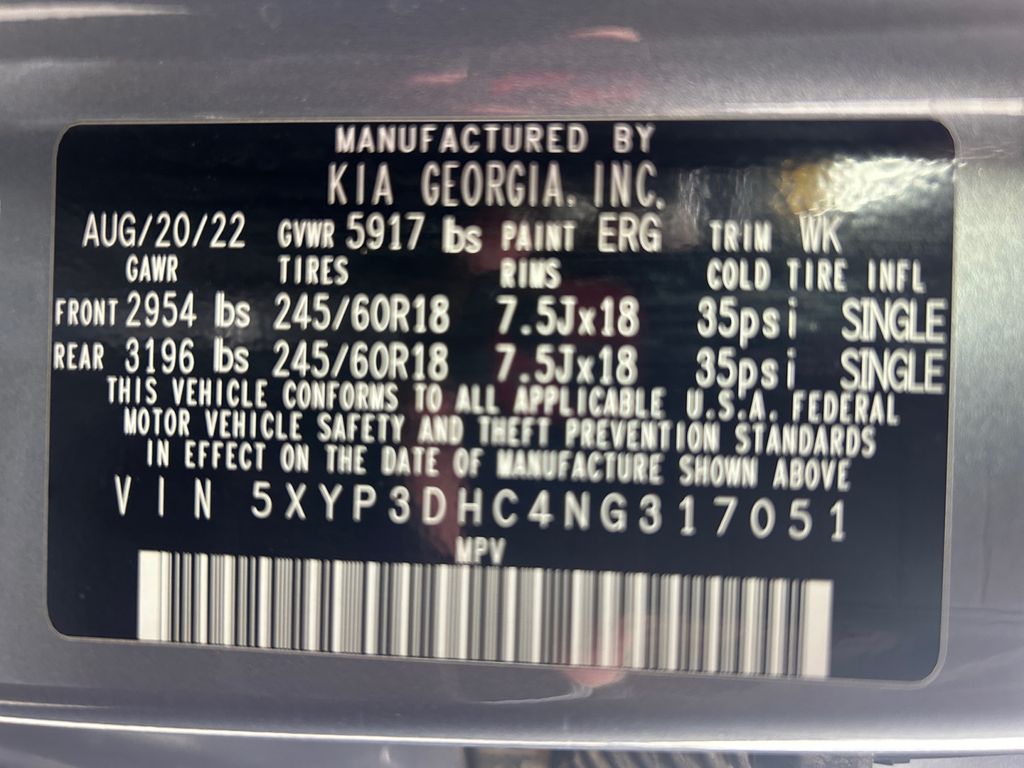 MANUFACTURED BY
KIA GEORGIA. INC.
AUG/20/22 GVWR 5917 lbs PAINT ERG TRIM WK
GAWR TIRES RIMS COLD TIRE INFL
FRONT 2954 lbs 245/60R18 7.5Jx18 35psi SINGLE
REAR 3196 lbs 245/60R18 7.5Jx18 35psi SINGLE
THIS VEHICLE CONFORMS TO ALL APPLICABLE U.S.A. FEDERAL
MOTOR VEHICLE SAFETY AND THEFT PREVENTION STANDARDS
IN EFFECT ON THE DATE OF MANUFACTURE SHOWN ABOVE
VIN 5XYP3DHC4NG317051
MPV